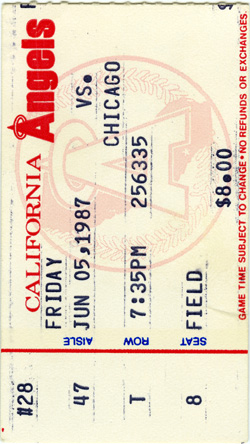 CALIFORNIA
Angels
#28
FRIDAY VS.
JUN 05,1987 CHICAGO
47 AISLE
T ROW 7:35PM 256335
8 SEAT FIELD $8.00
GAME TIME SUBJECT TO CHANGE • NO REFUNDS OR EXCHANGES.